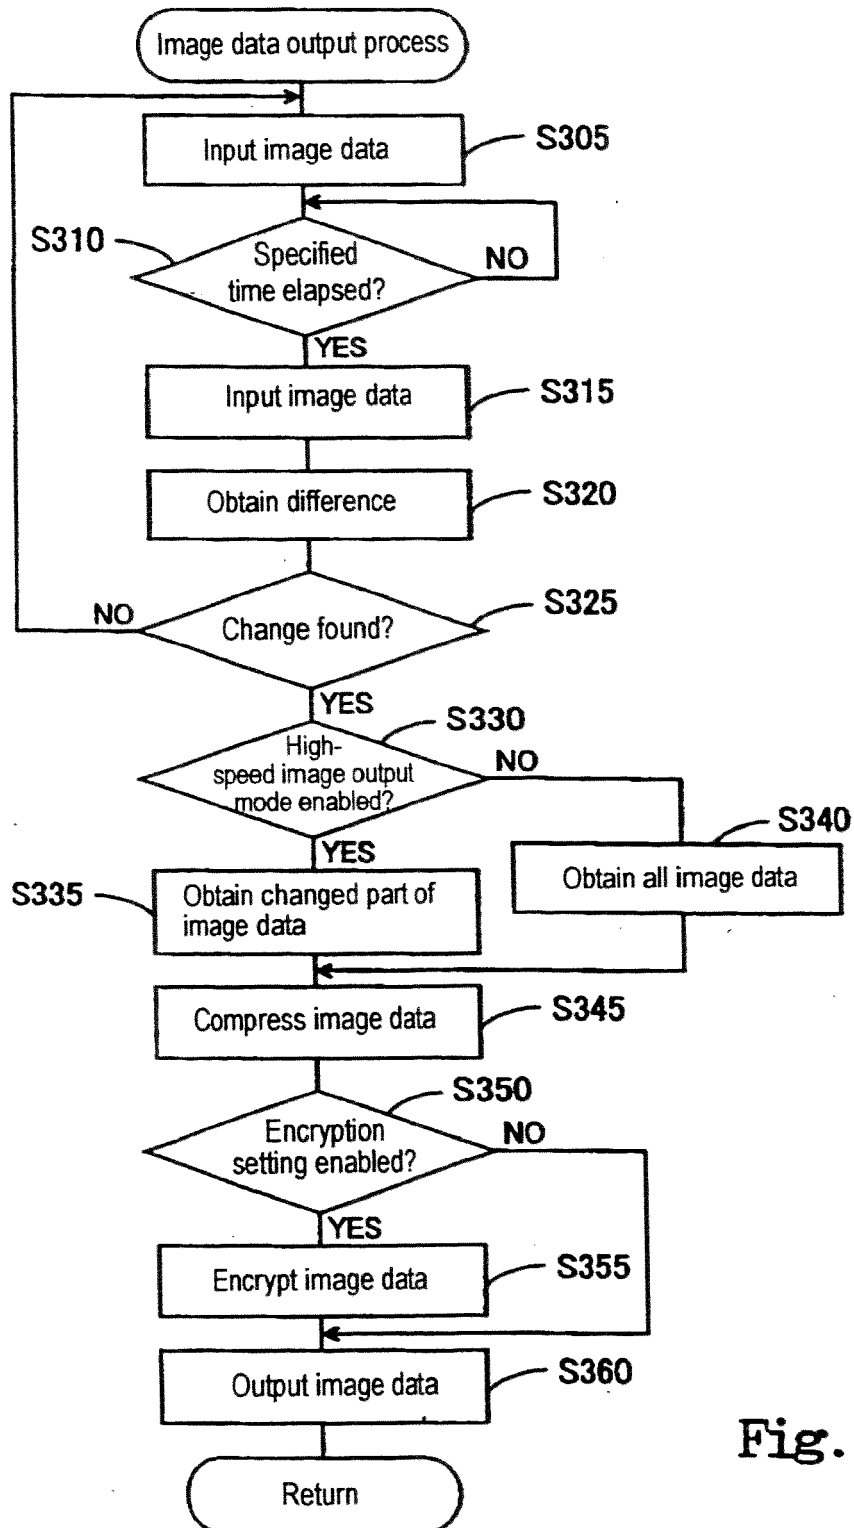 Image data output process
Input image data
S305
S310
Specified
time elapsed?
NO
YES
Input image data
S315
Obtain difference
S320
NO
Change found?
S325
YES
S330
High-
speed image output
mode enabled?
NO
YES
S340
Obtain all image data
S335
Obtain changed part of
image data
Compress image data
S345
S350
Encryption
setting enabled?
NO
YES
Encrypt image data
S355
Output image data
S360
Return
Fig.